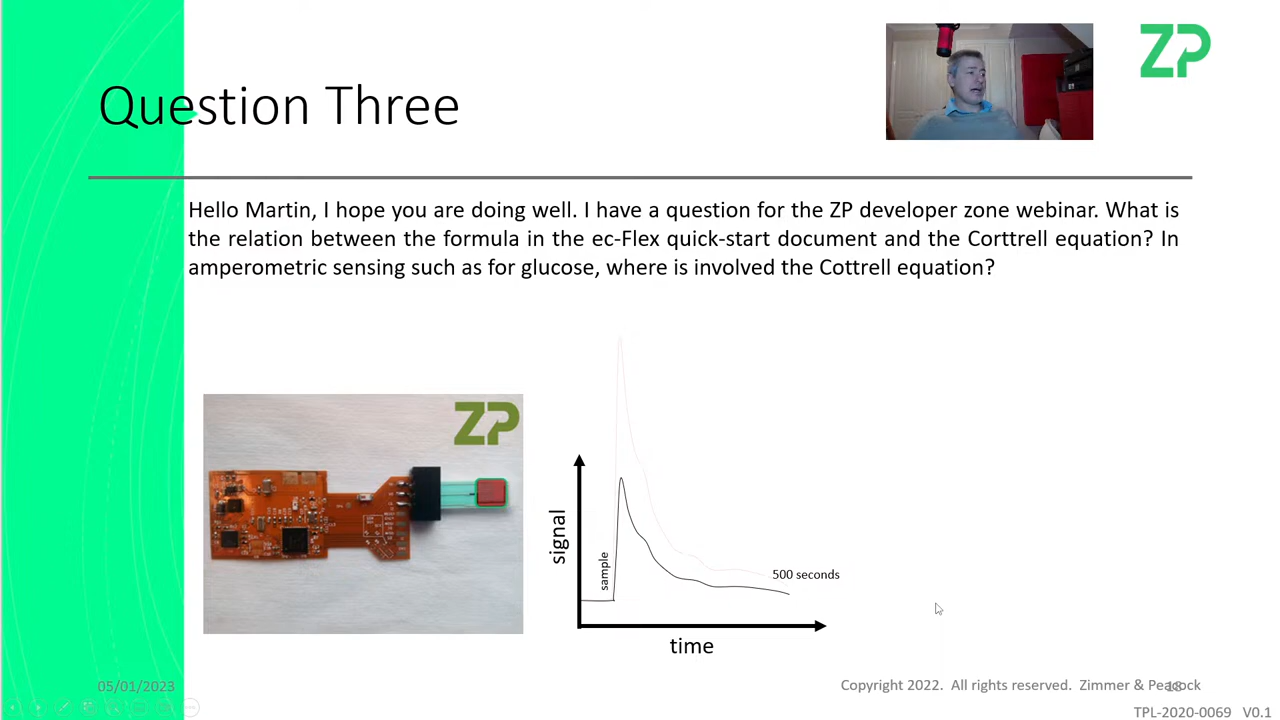 ZP
Question Three
Hello Martin, I hope you are doing well. I have a question for the ZP developer zone webinar. What is
the relation between the formula in the ec-Flex quick-start document and the Corttrell equation? In
amperometric sensing such as for glucose, where is involved the Cottrell equation?
ZP
signal
sample
500 seconds
time
05/01/2023
Copyright 2022. All rights reserved. Zimmer & Peacock
18
TPL-2020-0069 V0.1